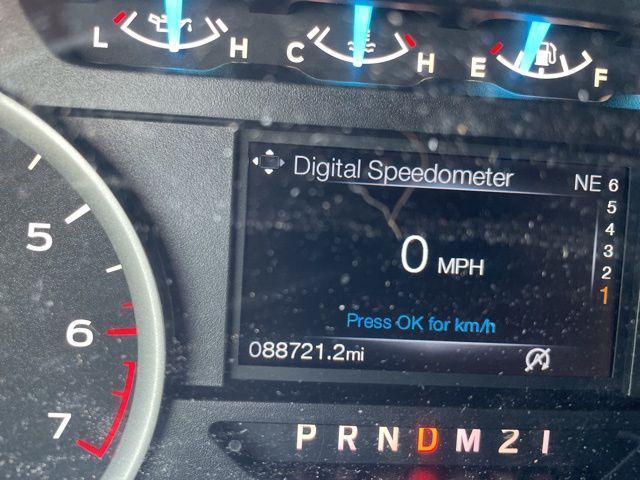 L H C H E F
Digital Speedometer NE 6
5
4
3
2
1
0 MPH
Press OK for km/h
088721.2mi
5
6
7
P R N D M 2 1